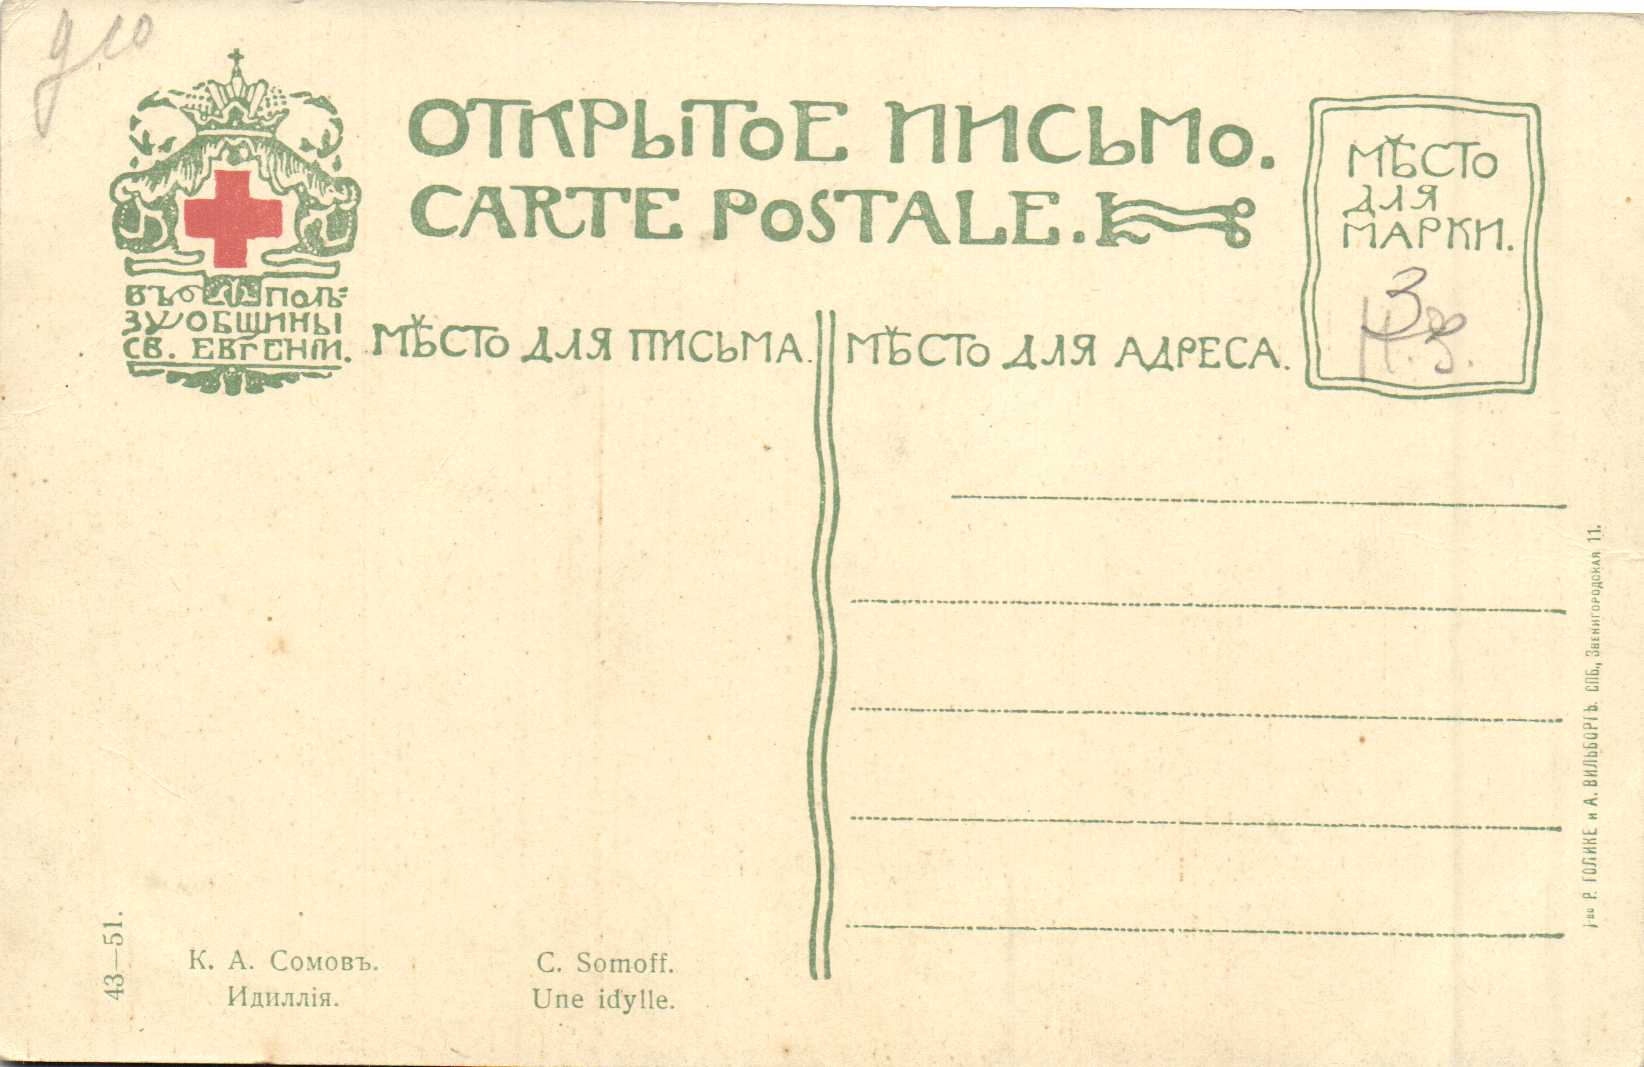 ОТКРЫТОЕ ПИСЬМО.
CARTE POSTALE.
МѢСТО
ДЛЯ
МАРКИ.
3
Н.
ВЪ ПОЛЬ=
ЗУ ОБЩИНЫ
СВ. ЕВГЕНІИ.
МѢСТО ДЛЯ ПИСЬМА.
МѢСТО ДЛЯ АДРЕСА.
43—51.
К. А. Сомовъ.
Идиллія.
C. Somoff.
Une idylle.
Т-во Р. ГОЛИКЕ и А. ВИЛЬБОРГЪ. СПБ., Звенигородская 11.